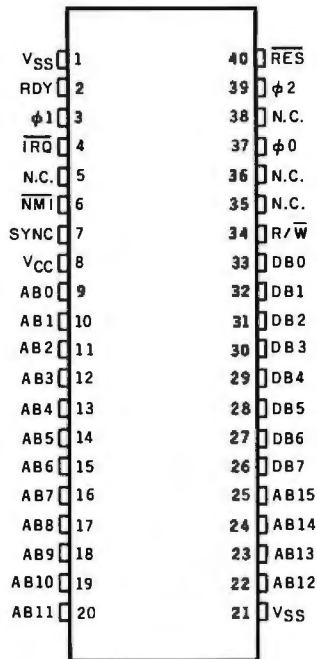 VSS 1 40 R̅E̅S̅
RDY 2 39 ϕ2
ϕ1 3 38 N.C.
I̅R̅Q̅ 4 37 ϕ0
N.C. 5 36 N.C.
N̅M̅I̅ 6 35 N.C.
SYNC 7 34 R/W̅
VCC 8 33 DB0
AB0 9 32 DB1
AB1 10 31 DB2
AB2 11 30 DB3
AB3 12 29 DB4
AB4 13 28 DB5
AB5 14 27 DB6
AB6 15 26 DB7
AB7 16 25 AB15
AB8 17 24 AB14
AB9 18 23 AB13
AB10 19 22 AB12
AB11 20 21 VSS